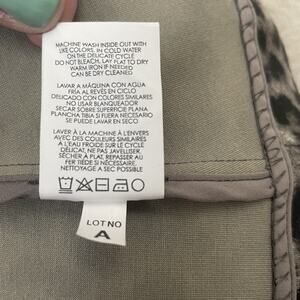 MACHINE WASH INSIDE OUT WITH
LIKE COLORS. IN COLD WATER
ON THE DELICATE CYCLE
DO NOT BLEACH, LAY PLAT TO DRY
WARM IRON IF NEEDED
CAN BE DRY CLEANED
LAVAR A MÁQUINA CON AGUA
FRIA AL REVÉS EN CICLO
DELICADO CON COLORES SIMILARES
NO USAR BLANQUEADOR
SECAR SOBRE SUPERFICIE PLANA
PLANCHA TIBIA SI FUERA NECESARIO
SE PUEDE LAVAR EN SECO
LAVER À LA MACHINE À L'ENVERS
AVEC DES COULEURS SIMILAIRES
À L'EAU FROIDE SUR LE CYCLE
DÉLICAT, NE PAS JAVELLISER.
SÉCHER À PLAT, REPASSER AU
FER TIÈDE SI NÉCESSAIRE.
NETTOYAGE A SEC POSSIBLE
LOT NO
A